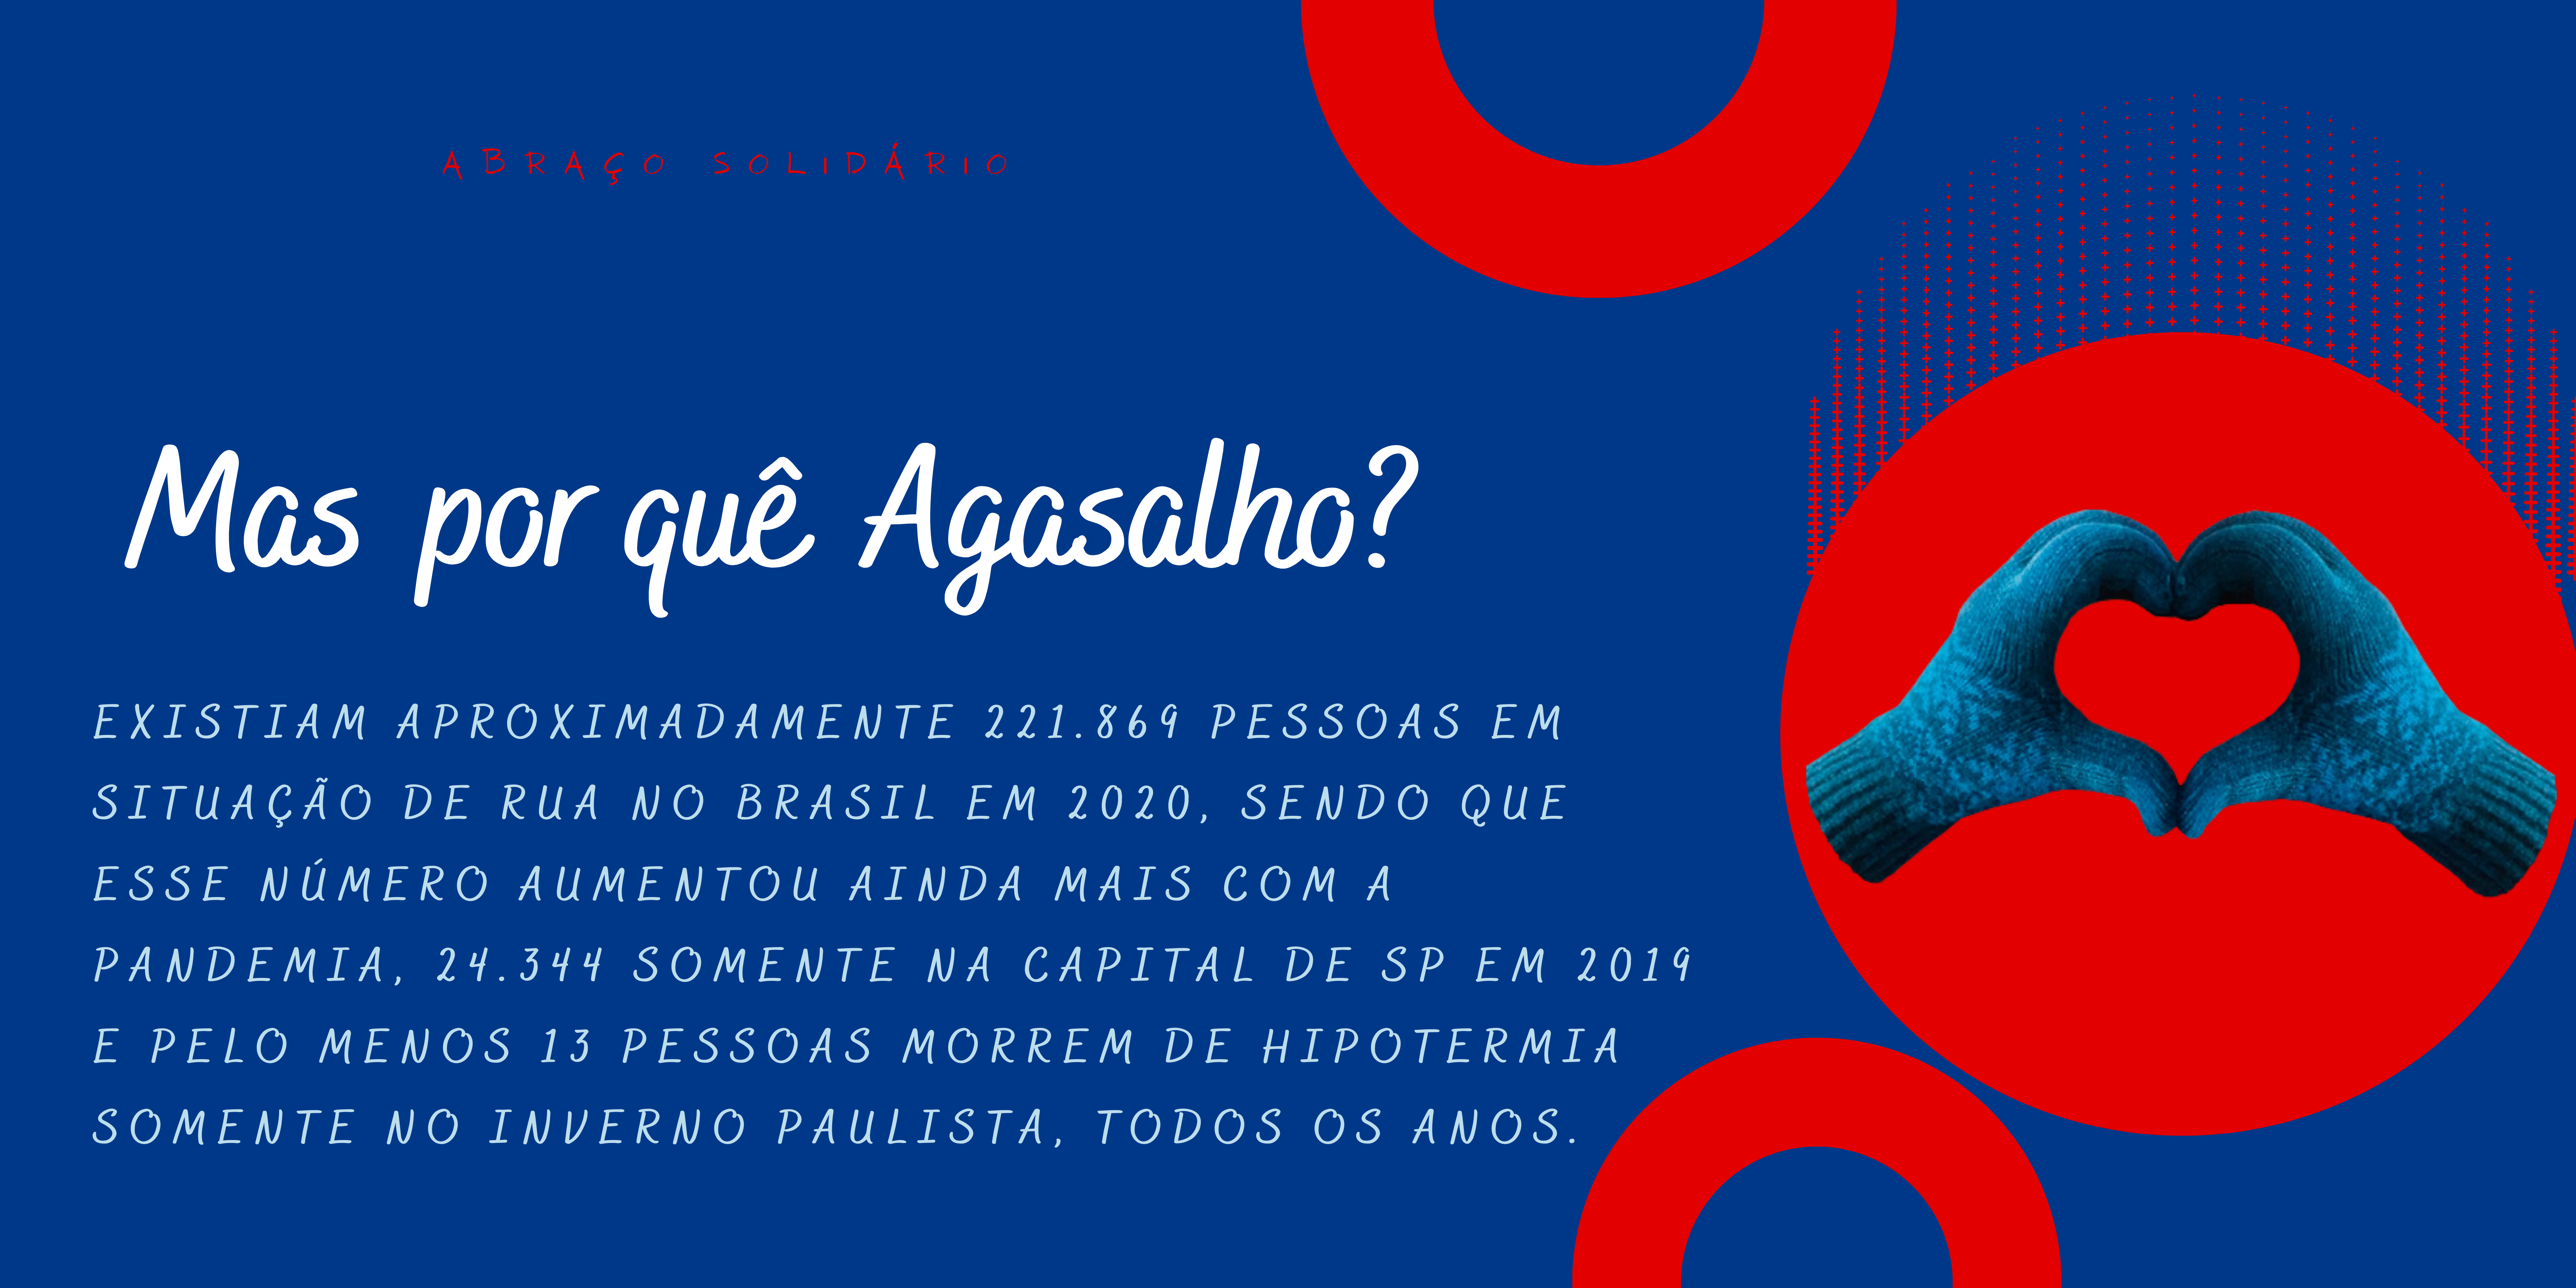 ABRAÇO SOLIDÁRIO
Mas por quê Agasalho?
EXISTIAM APROXIMADAMENTE 221.869 PESSOAS EM
SITUAÇÃO DE RUA NO BRASIL EM 2020, SENDO QUE
ESSE NÚMERO AUMENTOU AINDA MAIS COM A
PANDEMIA, 24.344 SOMENTE NA CAPITAL DE SP EM 2019
E PELO MENOS 13 PESSOAS MORREM DE HIPOTERMIA
SOMENTE NO INVERNO PAULISTA, TODOS OS ANOS.